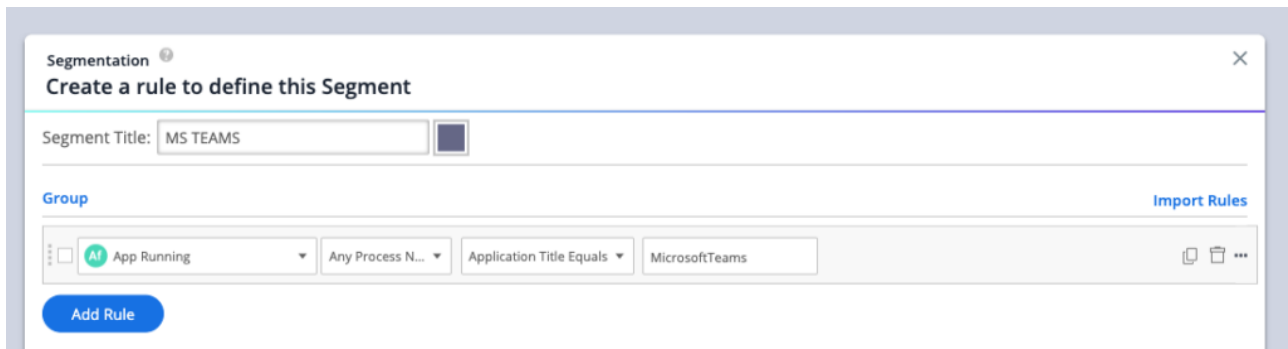 Segmentation ?
Create a rule to define this Segment
Segment Title: MS TEAMS
Group Import Rules
Af App Running Any Process N... Application Title Equals MicrosoftTeams
Add Rule